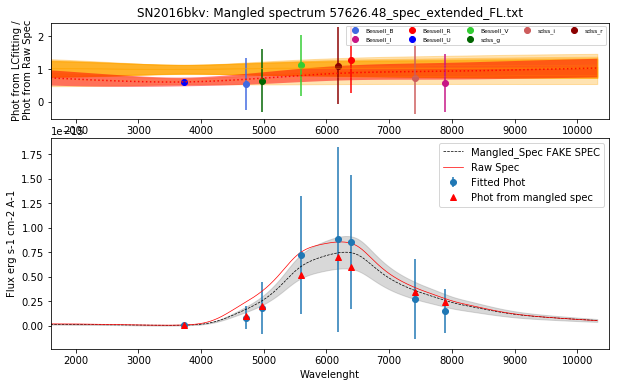 SN2016bkv: Mangled spectrum 57626.48_spec_extended_FL.txt
Phot from LCfitting /
Phot from Raw Spec
2
1
0
Bessell_B Bessell_R Bessell_V sdss_i sdss_r
Bessell_I Bessell_U sdss_g
2000 3000 4000 5000 6000 7000 8000 9000 10000
Flux erg s-1 cm-2 A-1
1.75
1.50
1.25
1.00
0.75
0.50
0.25
0.00
Mangled_Spec FAKE SPEC
Raw Spec
Fitted Phot
Phot from mangled spec
2000 3000 4000 5000 6000 7000 8000 9000 10000
Wavelenght